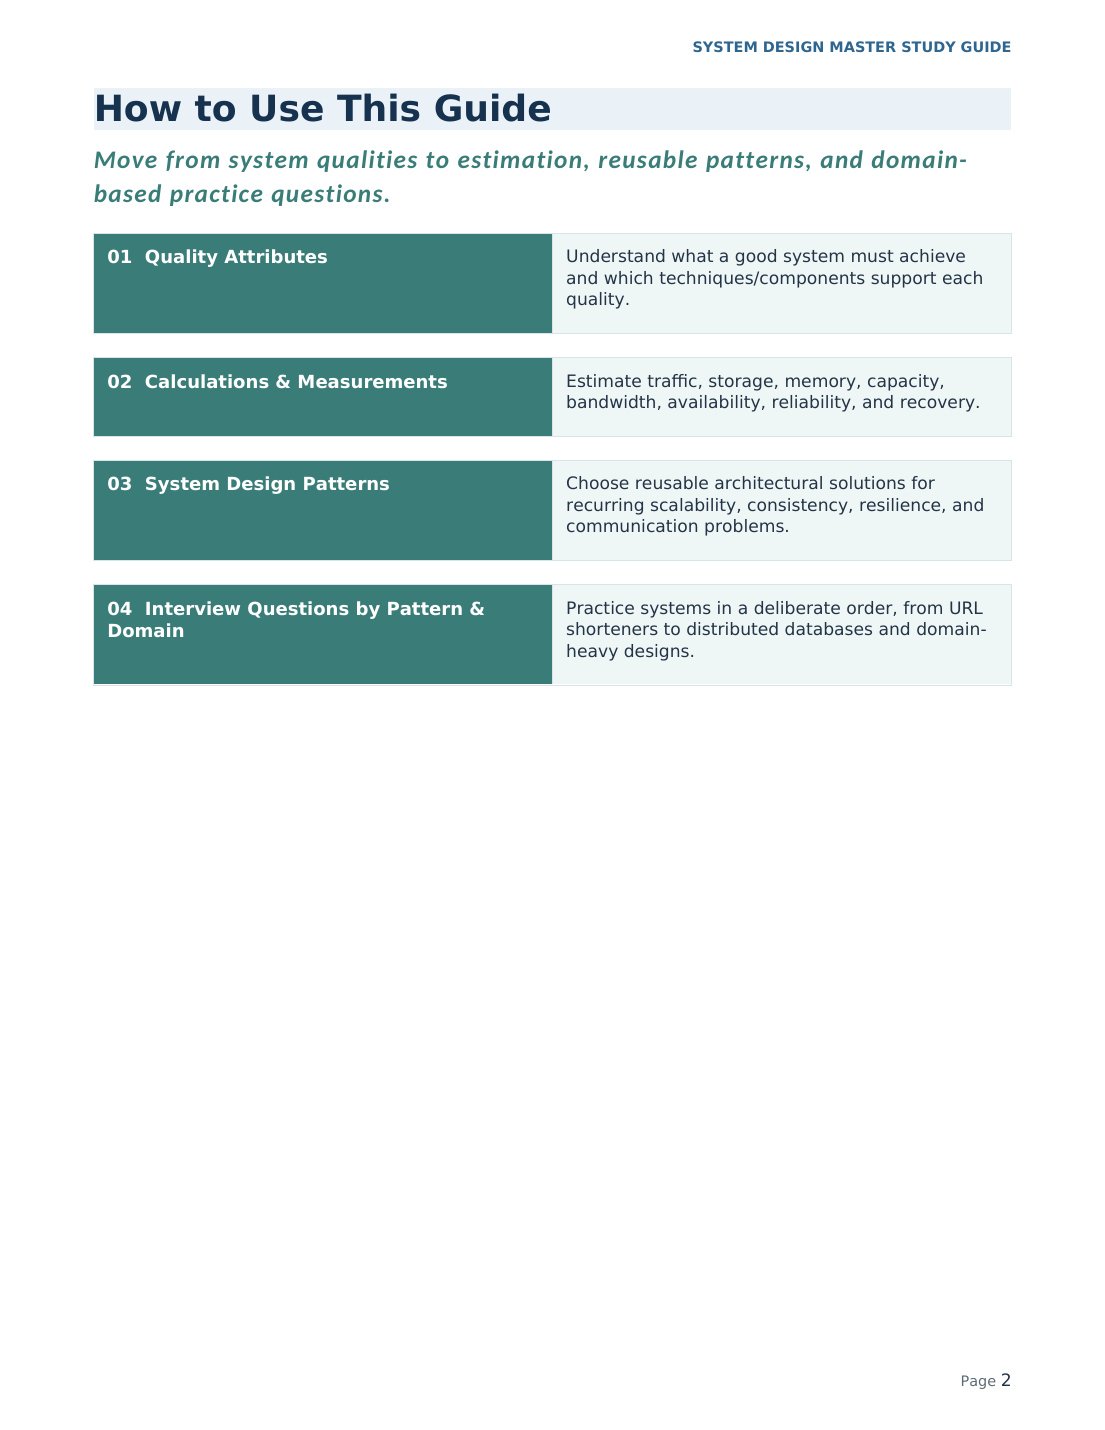 SYSTEM DESIGN MASTER STUDY GUIDE
How to Use This Guide
Move from system qualities to estimation, reusable patterns, and domain-
based practice questions.
01 Quality Attributes
Understand what a good system must achieve
and which techniques/components support each
quality.
02 Calculations & Measurements
Estimate traffic, storage, memory, capacity,
bandwidth, availability, reliability, and recovery.
03 System Design Patterns
Choose reusable architectural solutions for
recurring scalability, consistency, resilience, and
communication problems.
04 Interview Questions by Pattern &
Domain
Practice systems in a deliberate order, from URL
shorteners to distributed databases and domain-
heavy designs.
Page 2